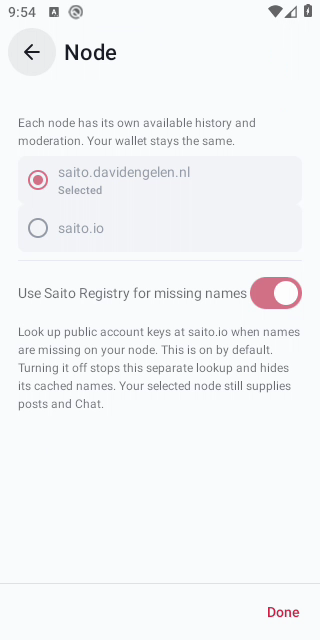 9:54
Node
Each node has its own available history and
moderation. Your wallet stays the same.
saito.davidengelen.nl
Selected
saito.io
Use Saito Registry for missing names
Look up public account keys at saito.io when names
are missing on your node. This is on by default.
Turning it off stops this separate lookup and hides
its cached names. Your selected node still supplies
posts and Chat.
Done